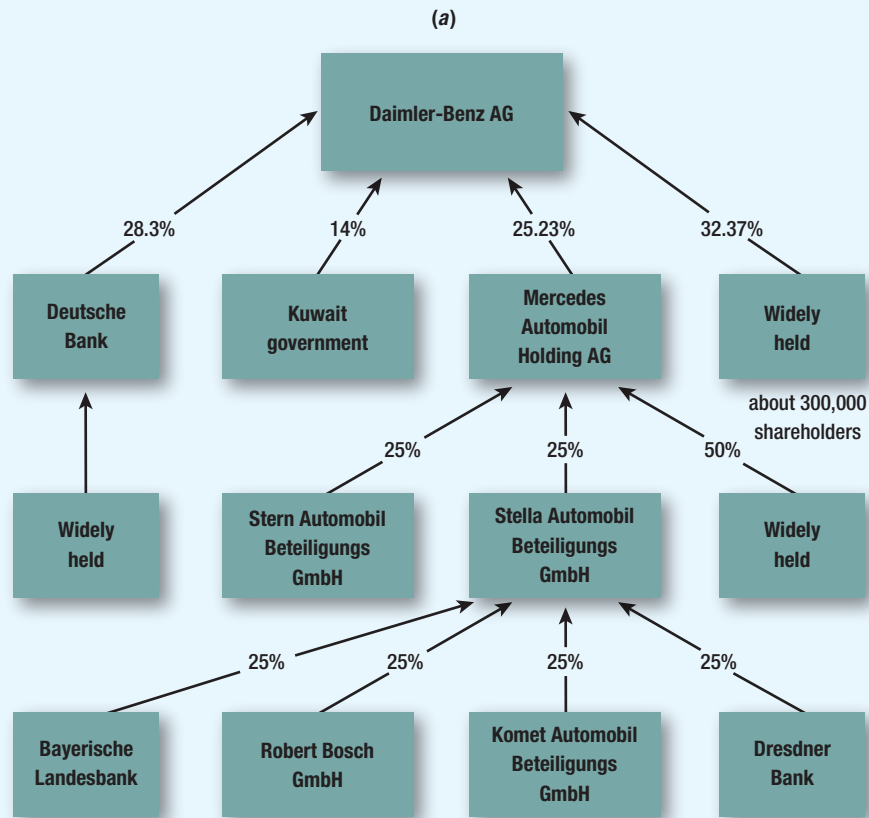 (a)
Daimler-Benz AG
28.3%
14%
25.23%
32.37%
Deutsche
Bank
Kuwait
government
Mercedes
Automobil
Holding AG
Widely
held
about 300,000
shareholders
25%
25%
50%
Widely
held
Stern Automobil
Beteiligungs
GmbH
Stella Automobil
Beteiligungs
GmbH
Widely
held
25%
25%
25%
25%
Bayerische
Landesbank
Robert Bosch
GmbH
Komet Automobil
Beteiligungs
GmbH
Dresdner
Bank